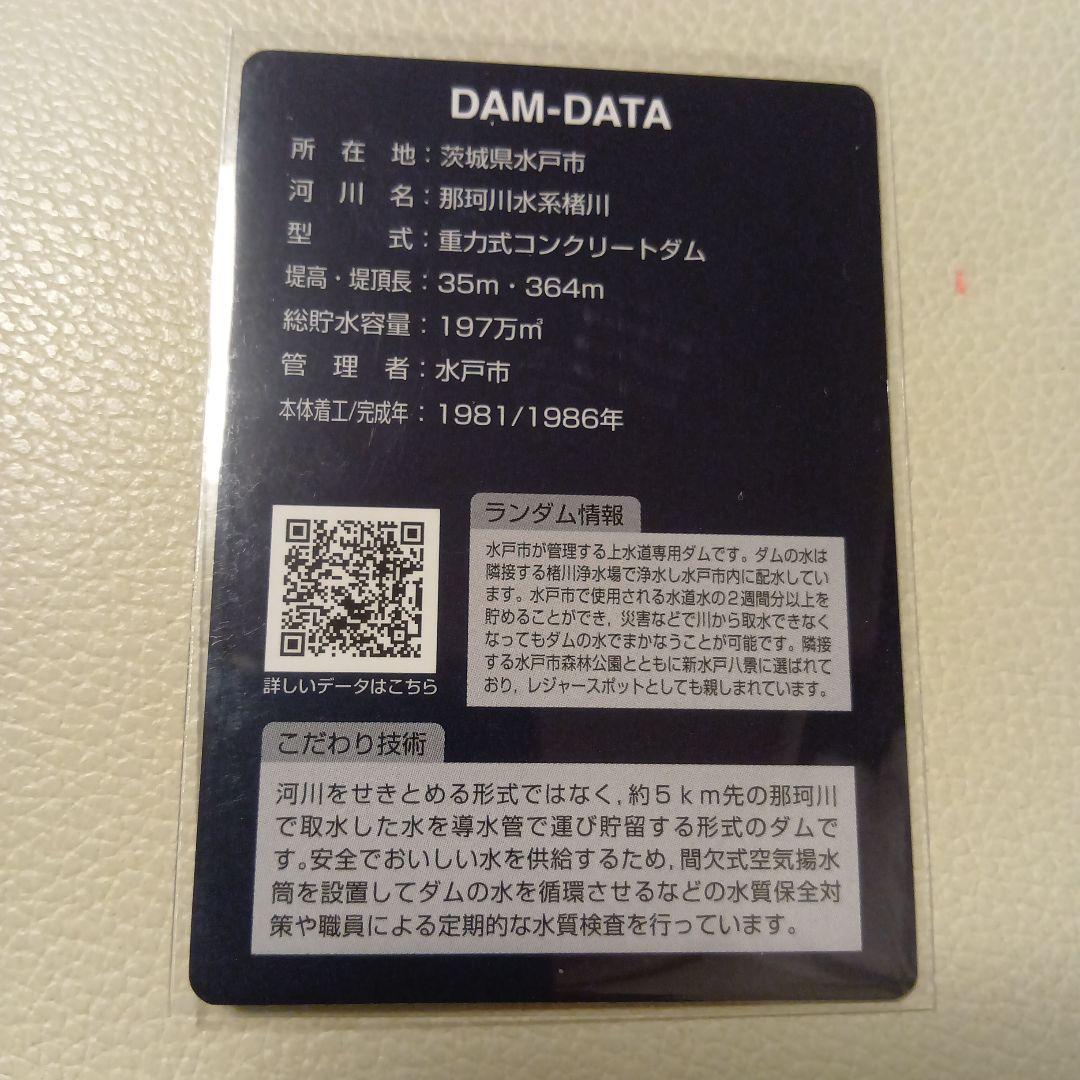 DAM-DATA
所在地：茨城県水戸市
河川名：那珂川水系楮川
型式：重力式コンクリートダム
堤高・堤頂長：35m・364m
総貯水容量：197万㎥
管理者：水戸市
本体着工/完成年：1981/1986年
詳しいデータはこちら
ランダム情報
水戸市が管理する上水道専用ダムです。ダムの水は
隣接する楮川浄水場で浄水し水戸市内に配水してい
ます。水戸市で使用される水道水の２週間分以上を
貯めることができ，災害などで川から取水できなく
なってもダムの水でまかなうことが可能です。隣接
する水戸市森林公園とともに新水戸八景に選ばれて
おり，レジャースポットとしても親しまれています。
こだわり技術
河川をせきとめる形式ではなく，約５ｋｍ先の那珂川
で取水した水を導水管で運び貯留する形式のダムで
す。安全でおいしい水を供給するため，間欠式空気揚水
筒を設置してダムの水を循環させるなどの水質保全対
策や職員による定期的な水質検査を行っています。